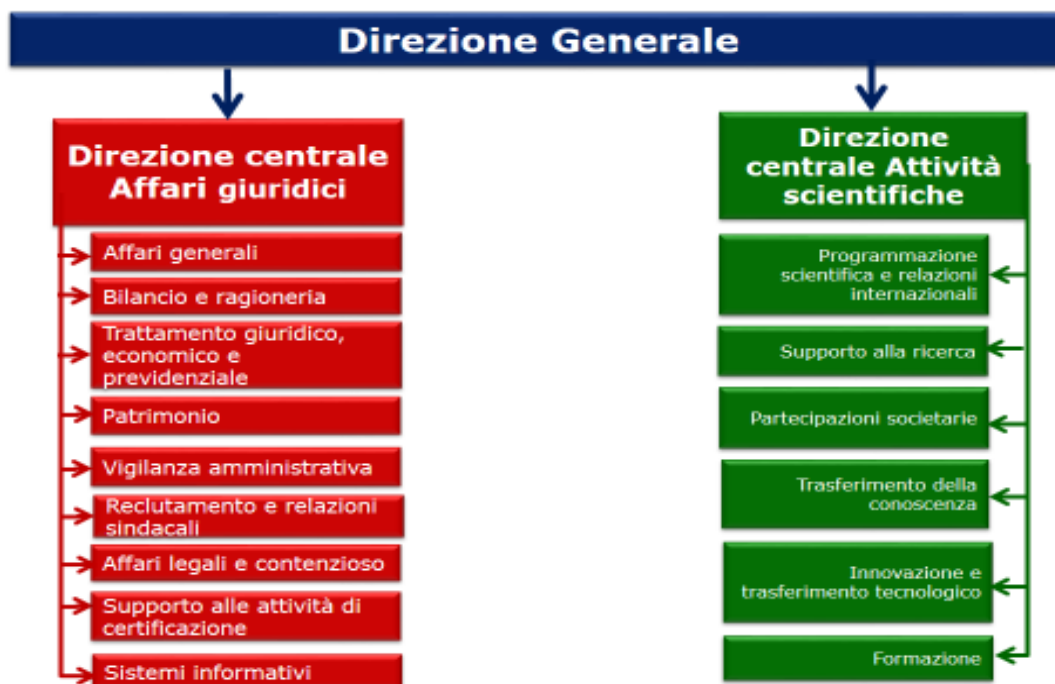 Direzione Generale
Direzione centrale
Affari giuridici
Affari generali
Bilancio e ragioneria
Trattamento giuridico,
economico e
previdenziale
Patrimonio
Vigilanza amministrativa
Reclutamento e relazioni
sindacali
Affari legali e contenzioso
Supporto alle attività di
certificazione
Sistemi informativi
Direzione
centrale Attività
scientifiche
Programmazione
scientifica e relazioni
internazionali
Supporto alla ricerca
Partecipazioni societarie
Trasferimento della
conoscenza
Innovazione e
trasferimento tecnologico
Formazione